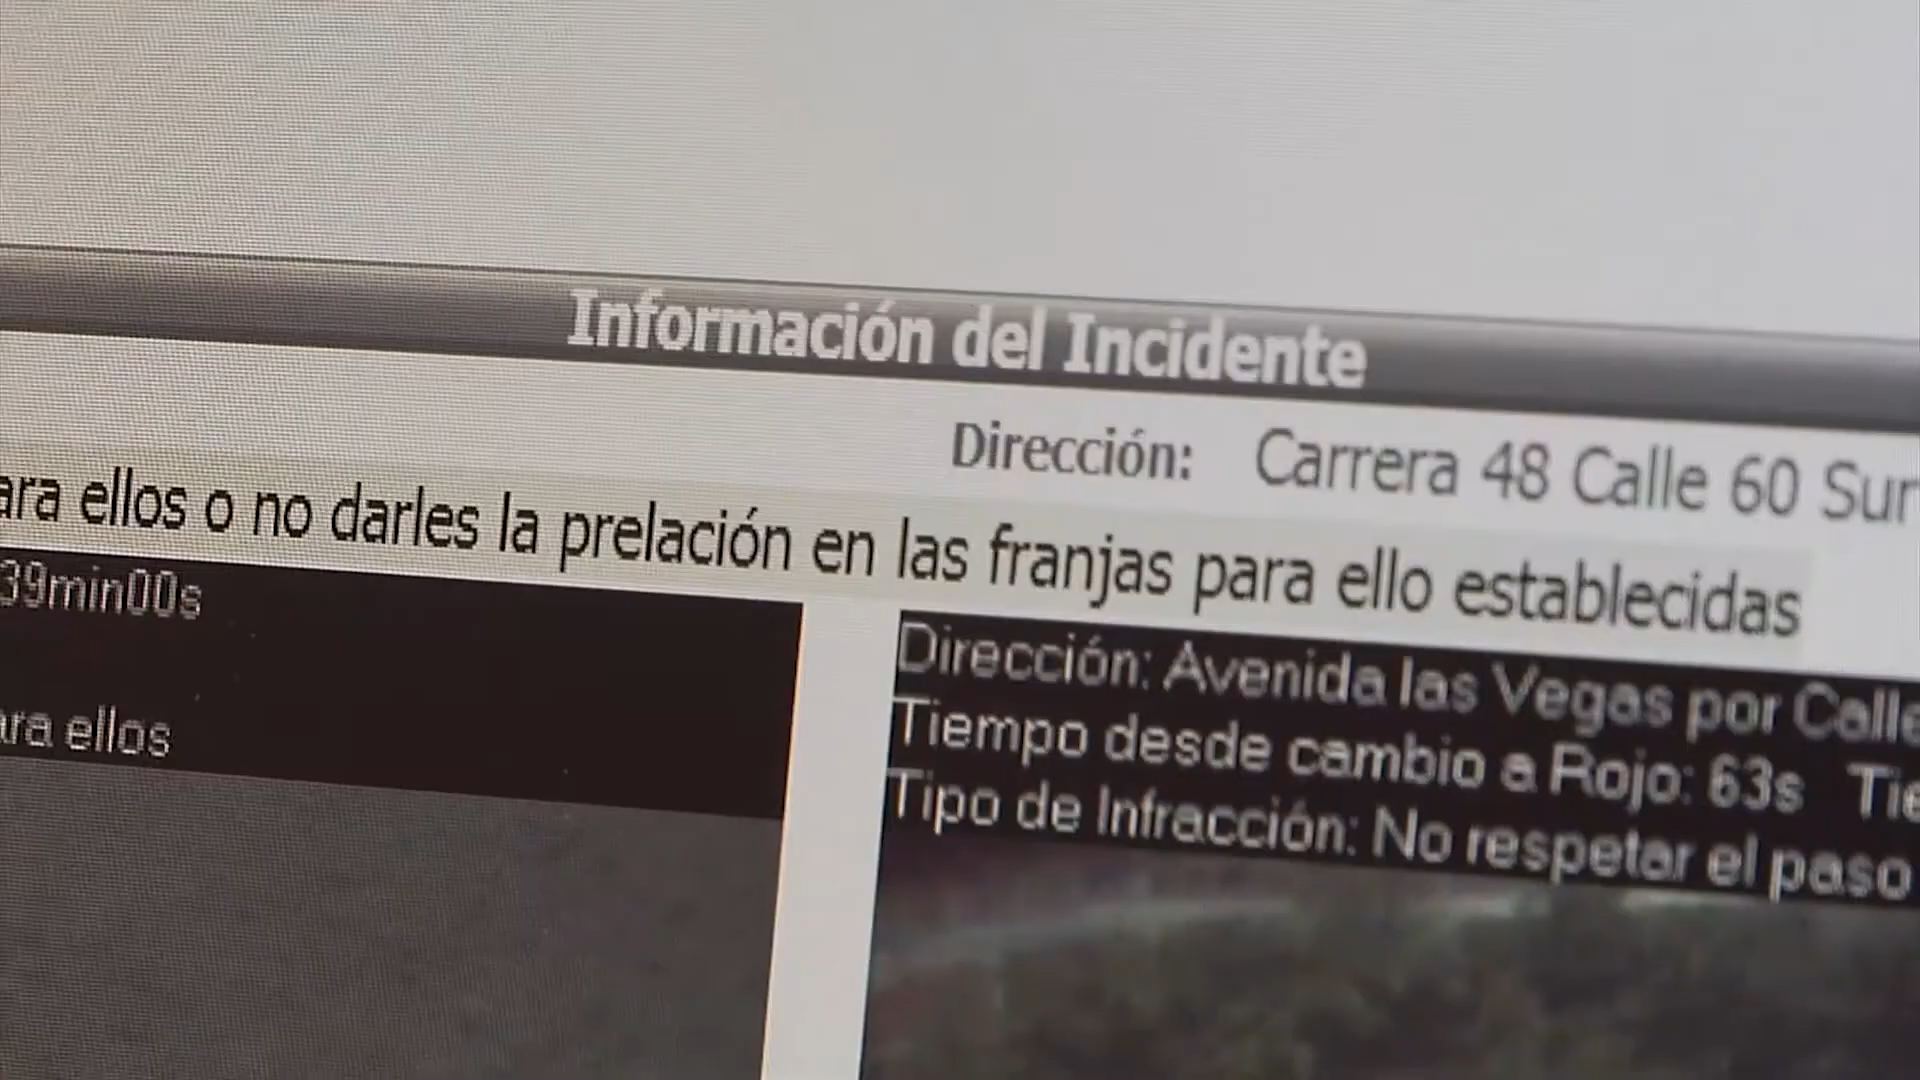 Información del Incidente
Dirección: Carrera 48 Calle 60 Sur
ara ellos o no darles la prelación en las franjas para ello establecidas
39min00s
ara ellos
Dirección: Avenida las Vegas por Calle
Tiempo desde cambio a Rojo: 63s Tie
Tipo de Infracción: No respetar el paso